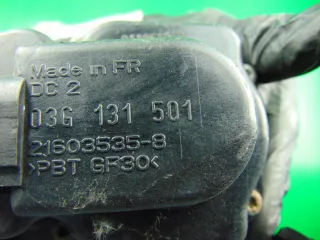 Made in FR
DC 2
03G 131 501
21603535-8
>PBT GF30<